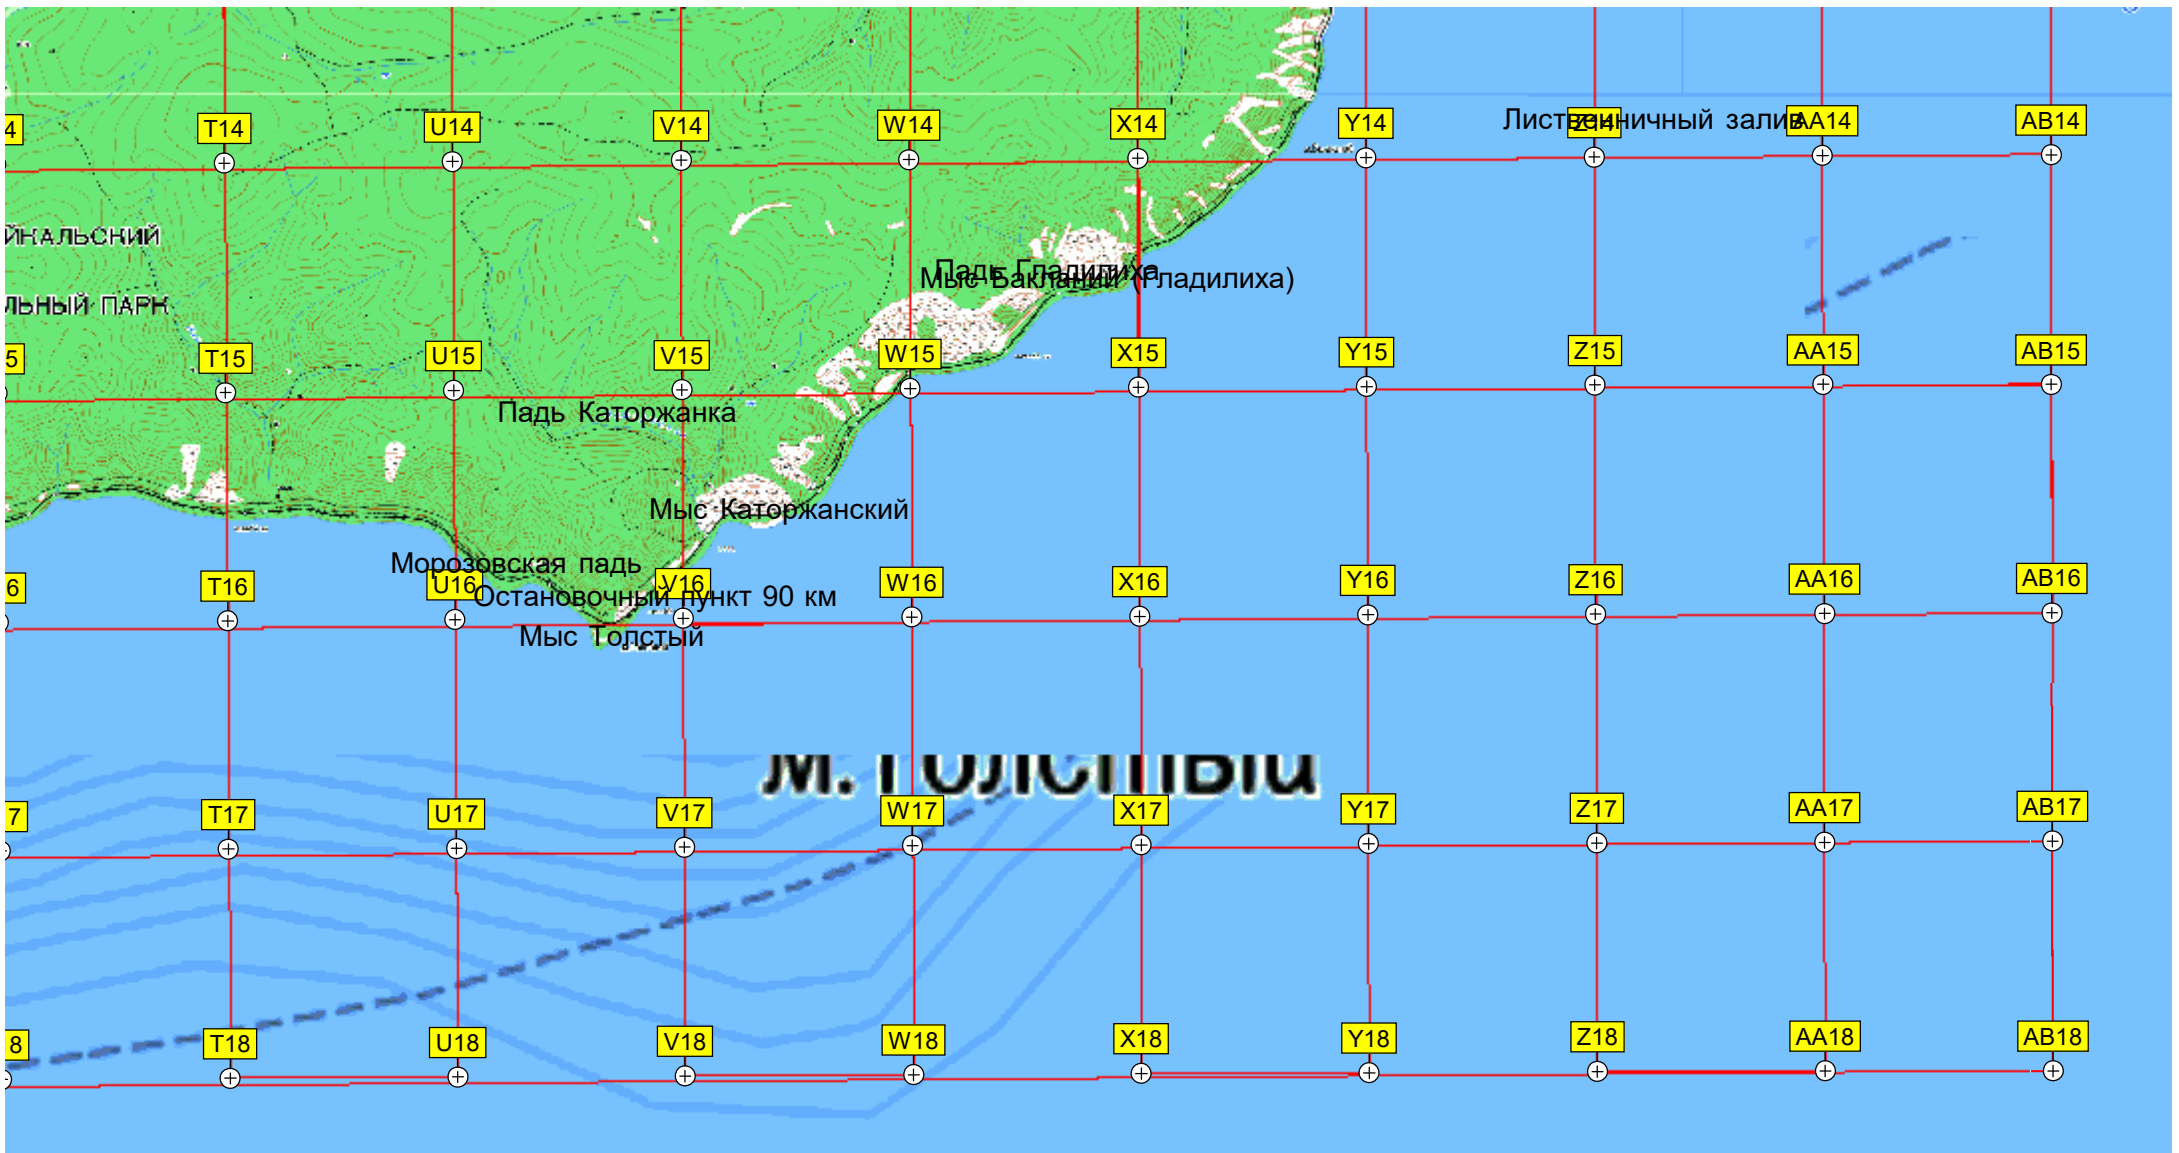 4 T14 U14 V14 W14 X14 Y14 Z14 AA14 AB14
Лиственничный залив
ЙКАЛЬСКИЙ
ЛЬНЫЙ ПАРК
Падь Гладилиха
Мыс Бакланий (Гладилиха)
5 T15 U15 V15 W15 X15 Y15 Z15 AA15 AB15
Падь Каторжанка
Мыс Каторжанский
Морозовская падь
6 T16 U16 V16 W16 X16 Y16 Z16 AA16 AB16
Остановочный пункт 90 км
Мыс Толстый
м. Толстый
7 T17 U17 V17 W17 X17 Y17 Z17 AA17 AB17
8 T18 U18 V18 W18 X18 Y18 Z18 AA18 AB18